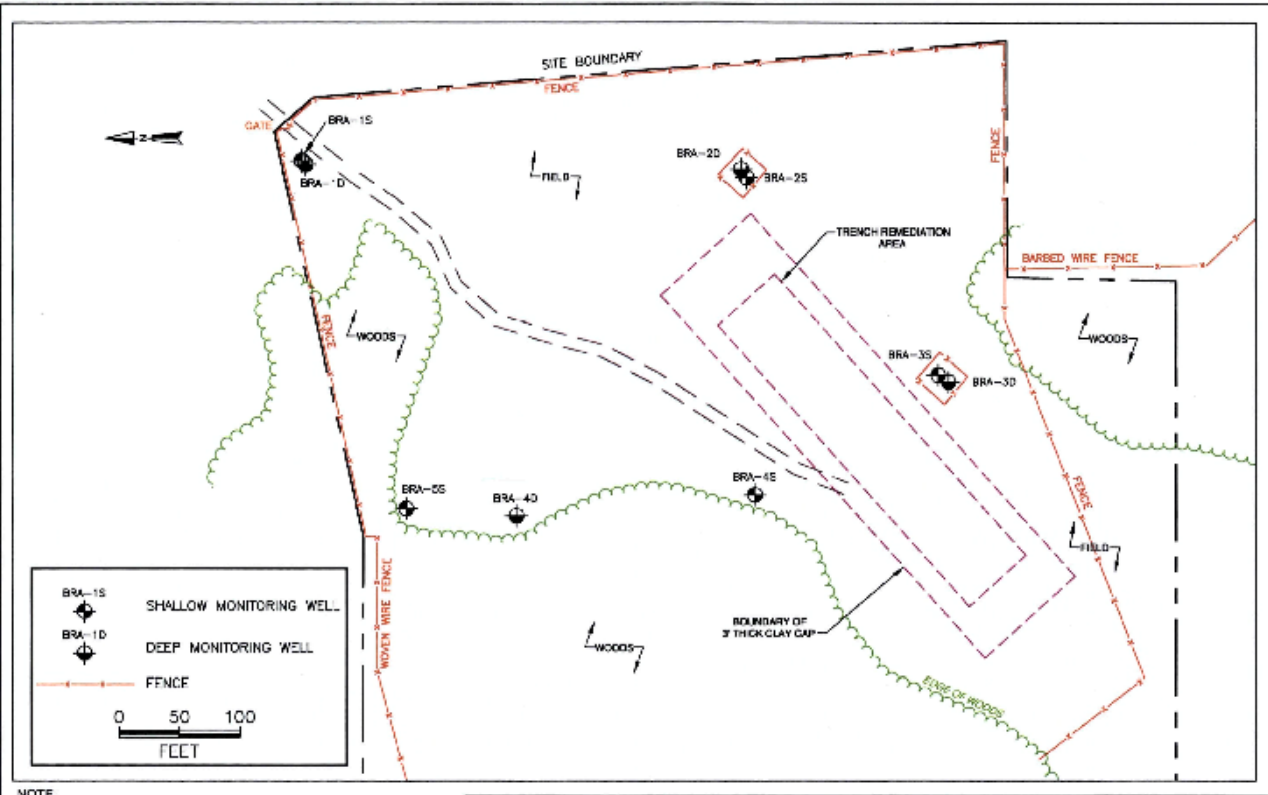 SITE BOUNDARY
FENCE
GATE
BRA-1S
BRA-1D
N
FIELD
BRA-2D
BRA-2S
FENCE
TRENCH REMEDIATION
AREA
BARBED WIRE FENCE
WOODS
FENCE
WOODS
BRA-3S
BRA-3D
BRA-5S
BRA-4D
BRA-4S
FENCE
FIELD
BOUNDARY OF
3' THICK CLAY CAP
WOODS
EDGE OF WOODS
WOVEN WIRE FENCE
BRA-1S
SHALLOW MONITORING WELL
BRA-1D
DEEP MONITORING WELL
FENCE
0 50 100
FEET
NOTE